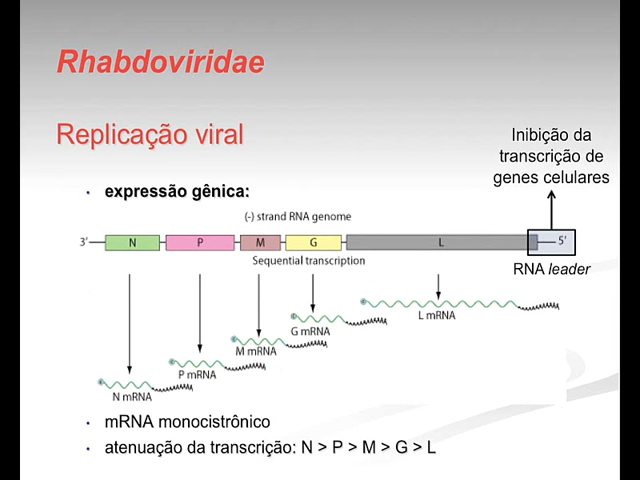 Rhabdoviridae
Replicação viral
Inibição da
transcrição de
genes celulares
• expressão gênica:
(-) strand RNA genome
3' N P M G L 5'
Sequential transcription
RNA leader
L mRNA
G mRNA
M mRNA
P mRNA
N mRNA
• mRNA monocistrônico
• atenuação da transcrição: N > P > M > G > L